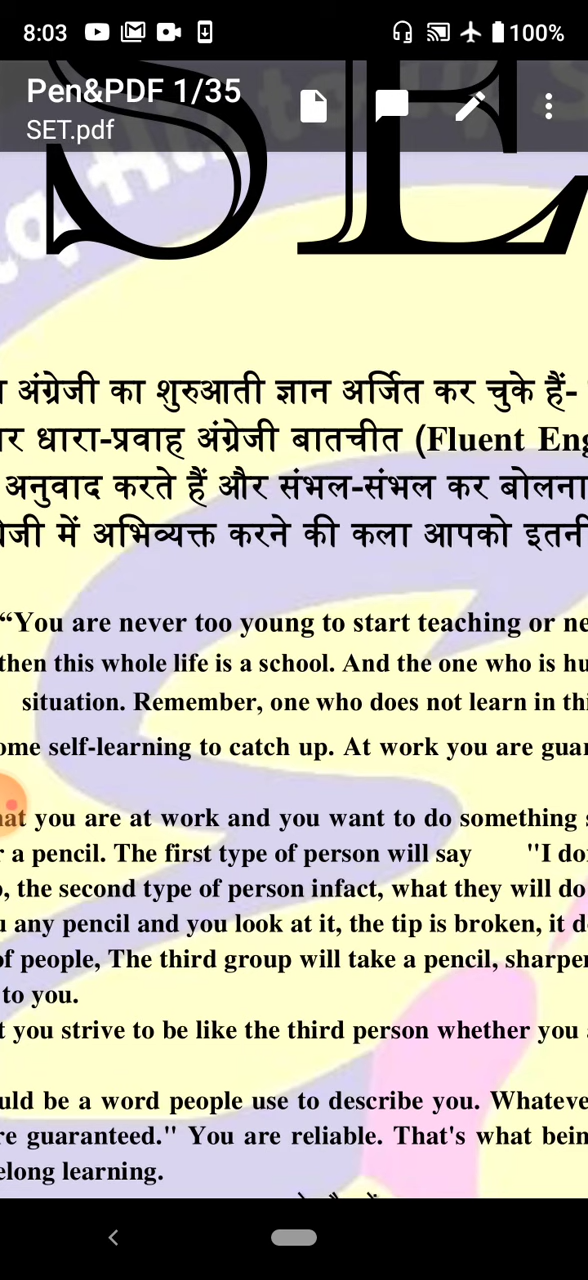 8:03
100%
Pen&PDF 1/35
SET.pdf
SE
अंग्रेजी का शुरुआती ज्ञान अर्जित कर चुके हैं-
धारा-प्रवाह अंग्रेजी बातचीत (Fluent Eng
अनुवाद करते हैं और संभल-संभल कर बोलना
में अभिव्यक्त करने की कला आपको इतनी
“You are never too young to start teaching or ne
then this whole life is a school. And the one who is hu
situation. Remember, one who does not learn in thi
ome self-learning to catch up. At work you are guar
at you are at work and you want to do something s
r a pencil. The first type of person will say "I don
, the second type of person infact, what they will do
u any pencil and you look at it, the tip is broken, it d
of people, The third group will take a pencil, sharpen
to you.
t you strive to be like the third person whether you
uld be a word people use to describe you. Whateve
re guaranteed." You are reliable. That's what bein
elong learning.